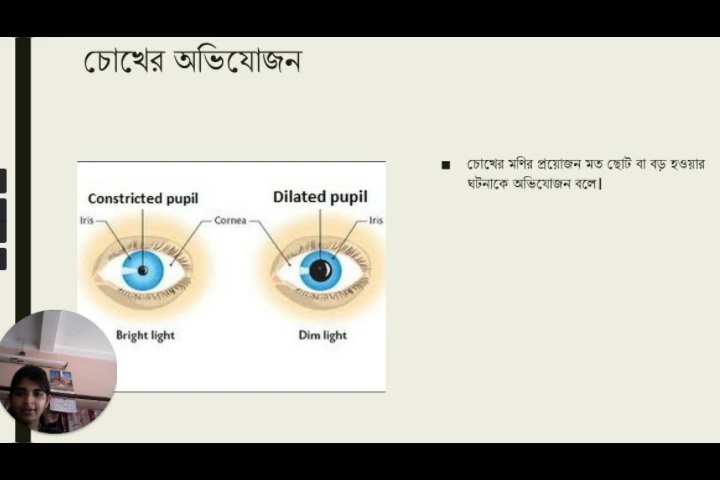 চোখের অভিযোজন
Constricted pupil
Dilated pupil
Iris
Cornea
Iris
Bright light
Dim light
■ চোখের মণির প্রয়োজন মত ছোট বা বড় হওয়ার
ঘটনাকে অভিযোজন বলে।